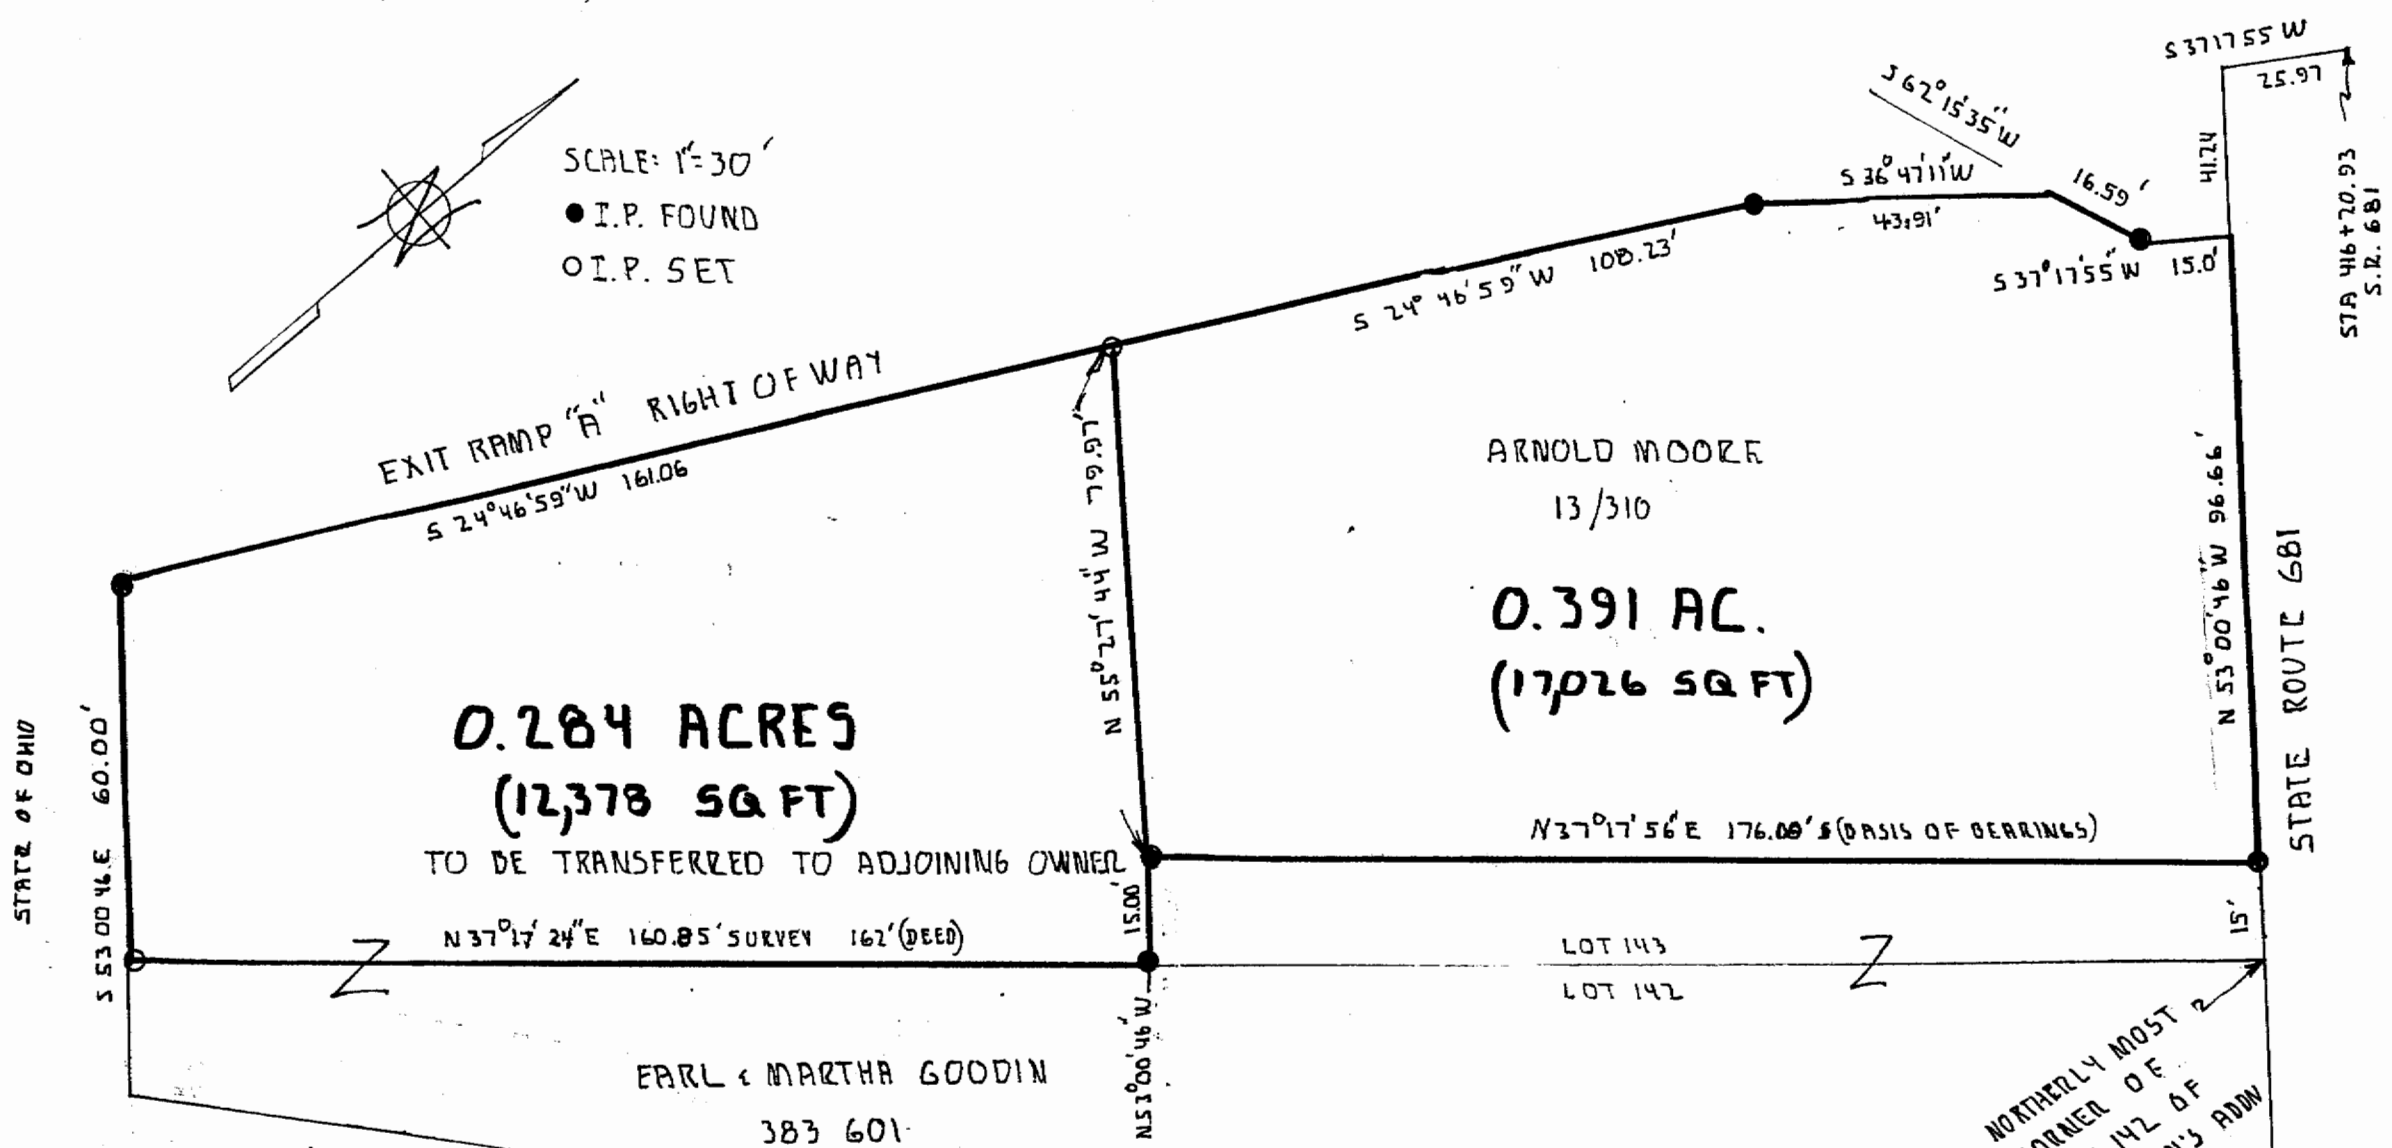 S 37 17 55 W
25.97
S 62° 15' 35" W
41.24
STA 416+20.93
S.R. 681
SCALE: 1"=30'
I.P. FOUND
I.P. SET
S 36° 47' 11" W
43.91'
16.59'
S 37° 17' 55" W 15.0'
S 24° 46' 59" W 108.23'
EXIT RAMP "A" RIGHT OF WAY
S 24° 46' 59" W 161.06
N 55° 27' 44" W 79.97'
ARNOLD MOORE
13/310
0.391 AC.
(17,026 SQ FT)
N 53° 00' 46" W 96.66'
STATE ROUTE 681
0.284 ACRES
(12,378 SQ FT)
TO BE TRANSFERRED TO ADJOINING OWNER
STATE OF OHIO
S 53 00 46 E 60.00'
N 37° 17' 56" E 176.00' S (BASIS OF BEARINGS)
15.00'
N 37° 17' 24" E 160.85' SURVEY 162' (DEED)
15'
LOT 143
LOT 142
N 53° 00' 46" W
EARL & MARTHA GOODIN
383 601
NORTHERLY MOST
CORNER OF
142 OF
ADDN